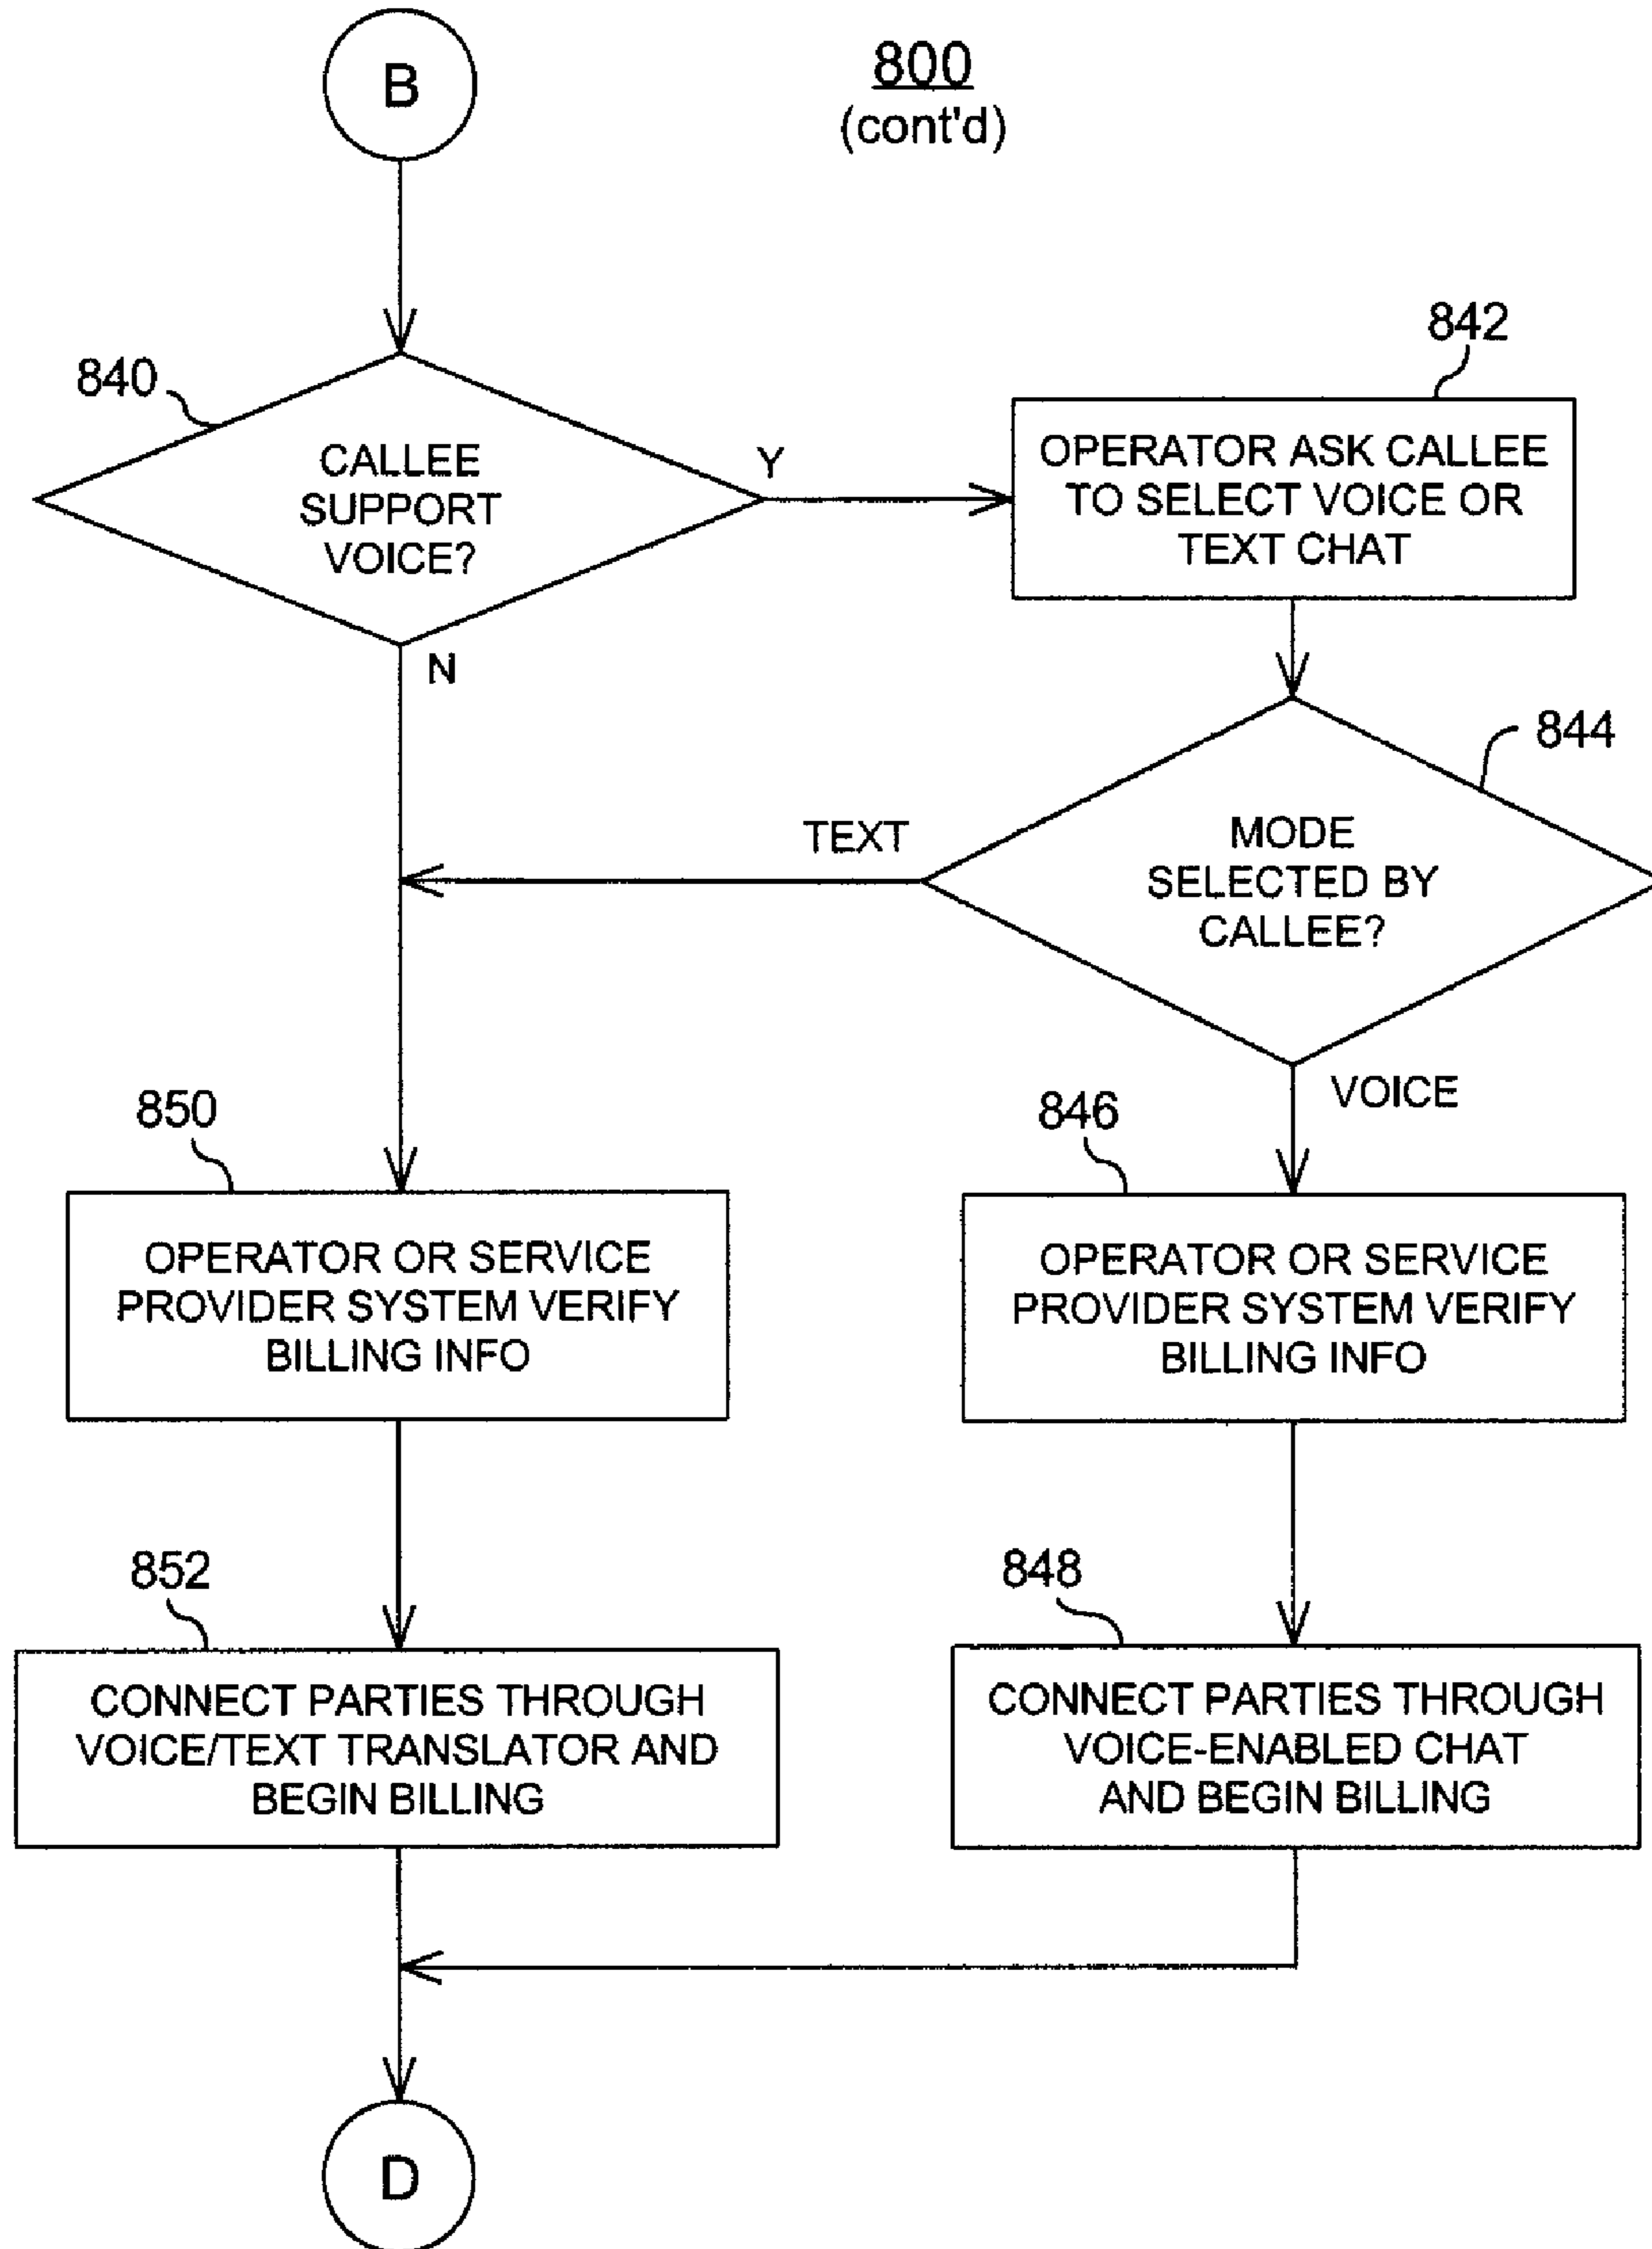 B
800
(cont'd)
840
CALLEE
SUPPORT
VOICE?
Y
N
842
OPERATOR ASK CALLEE
TO SELECT VOICE OR
TEXT CHAT
844
MODE
SELECTED BY
CALLEE?
TEXT
VOICE
850
OPERATOR OR SERVICE
PROVIDER SYSTEM VERIFY
BILLING INFO
846
OPERATOR OR SERVICE
PROVIDER SYSTEM VERIFY
BILLING INFO
852
CONNECT PARTIES THROUGH
VOICE/TEXT TRANSLATOR AND
BEGIN BILLING
848
CONNECT PARTIES THROUGH
VOICE-ENABLED CHAT
AND BEGIN BILLING
D